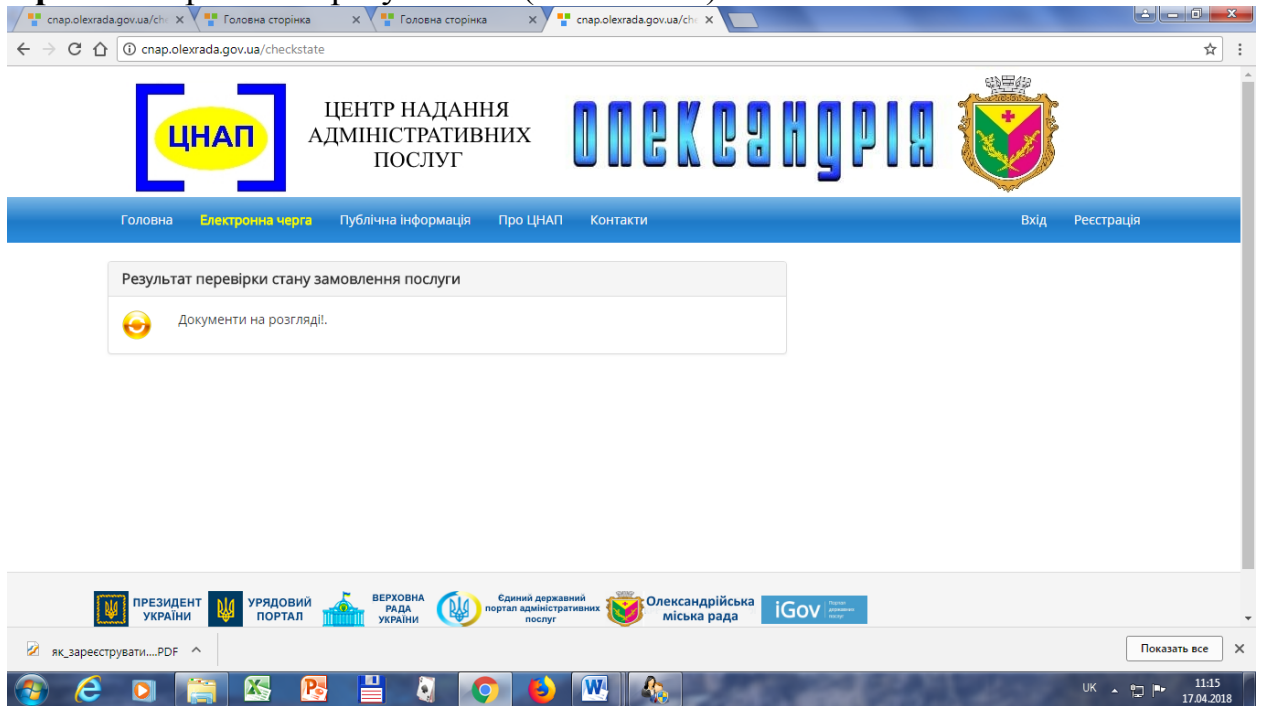 cnap.olexrada.gov.ua/che
Головна сторінка
Головна сторінка
cnap.olexrada.gov.ua/che
cnap.olexrada.gov.ua/checkstate
ЦНАП
ЦЕНТР НАДАННЯ
АДМІНІСТРАТИВНИХ
ПОСЛУГ
ОЛЕКСАНДРІЯ
Головна Електронна черга Публічна інформація Про ЦНАП Контакти Вхід Реєстрація
Результат перевірки стану замовлення послуги
Документи на розгляді!.
ПРЕЗИДЕНТ
УКРАЇНИ
УРЯДОВИЙ
ПОРТАЛ
ВЕРХОВНА
РАДА
УКРАЇНИ
Єдиний державний
портал адміністративних
послуг
Олександрійська
міська рада
iGov
Портал
державних
послуг
як_зареєструвати....PDF
Показать все
UK
11:15
17.04.2018